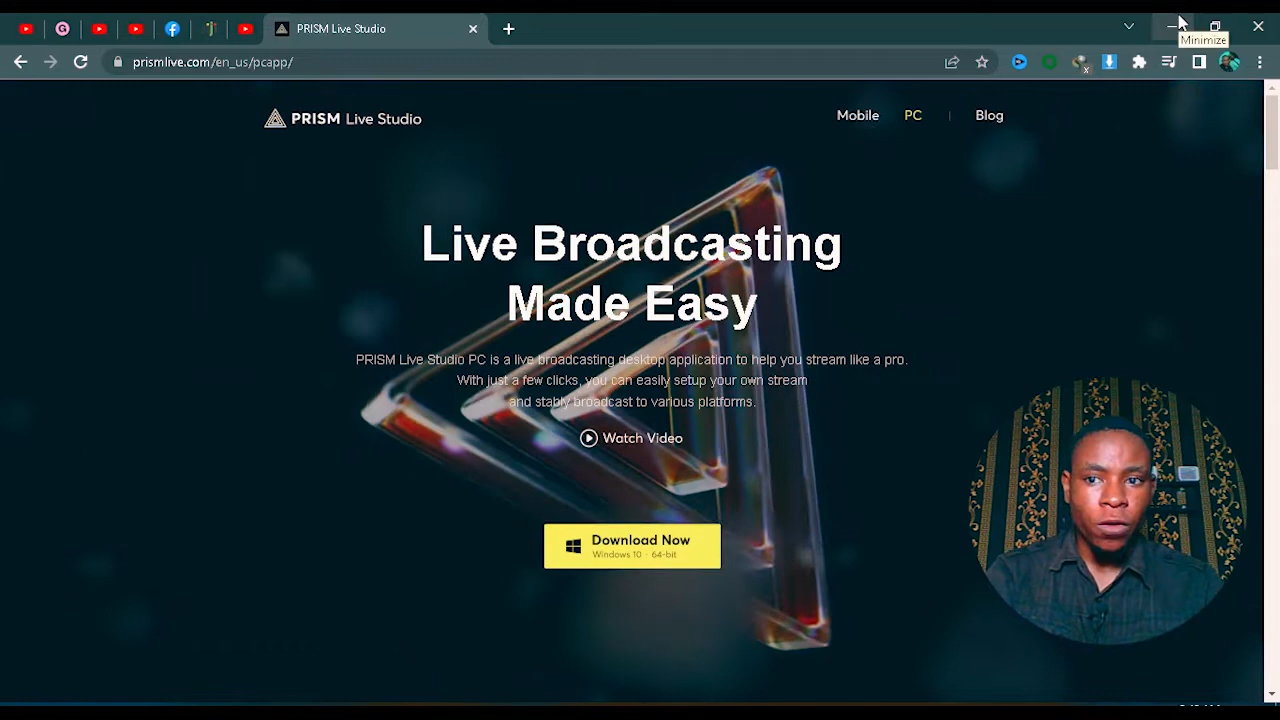 PRISM Live Studio
Minimize
prismlive.com/en_us/pcapp/
PRISM Live Studio
Mobile
PC
Blog
Live Broadcasting
Made Easy
PRISM Live Studio PC is a live broadcasting desktop application to help you stream like a pro.
With just a few clicks, you can easily setup your own stream
and stably broadcast to various platforms.
Watch Video
Download Now
Windows 10 · 64-bit